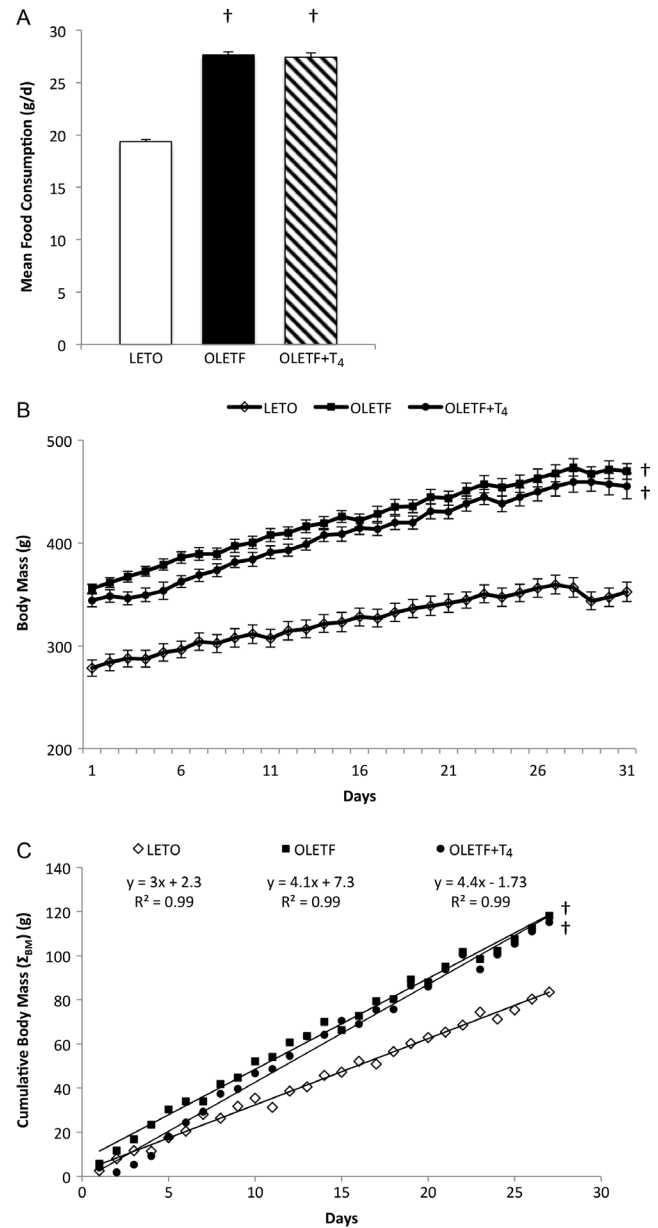 A
† †
30
25
20
15
10
5
0
Mean Food Consumption (g/d)
LETO OLETF OLETF+T4
B
LETO OLETF OLETF+T4
500
400
300
200
Body Mass (g)
†
†
1 6 11 16 21 26 31
Days
C
LETO OLETF OLETF+T4
y = 3x + 2.3 y = 4.1x + 7.3 y = 4.4x - 1.73
R² = 0.99 R² = 0.99 R² = 0.99
140
120
100
80
60
40
20
0
Cumulative Body Mass (ΣBM) (g)
†
†
0 5 10 15 20 25 30
Days